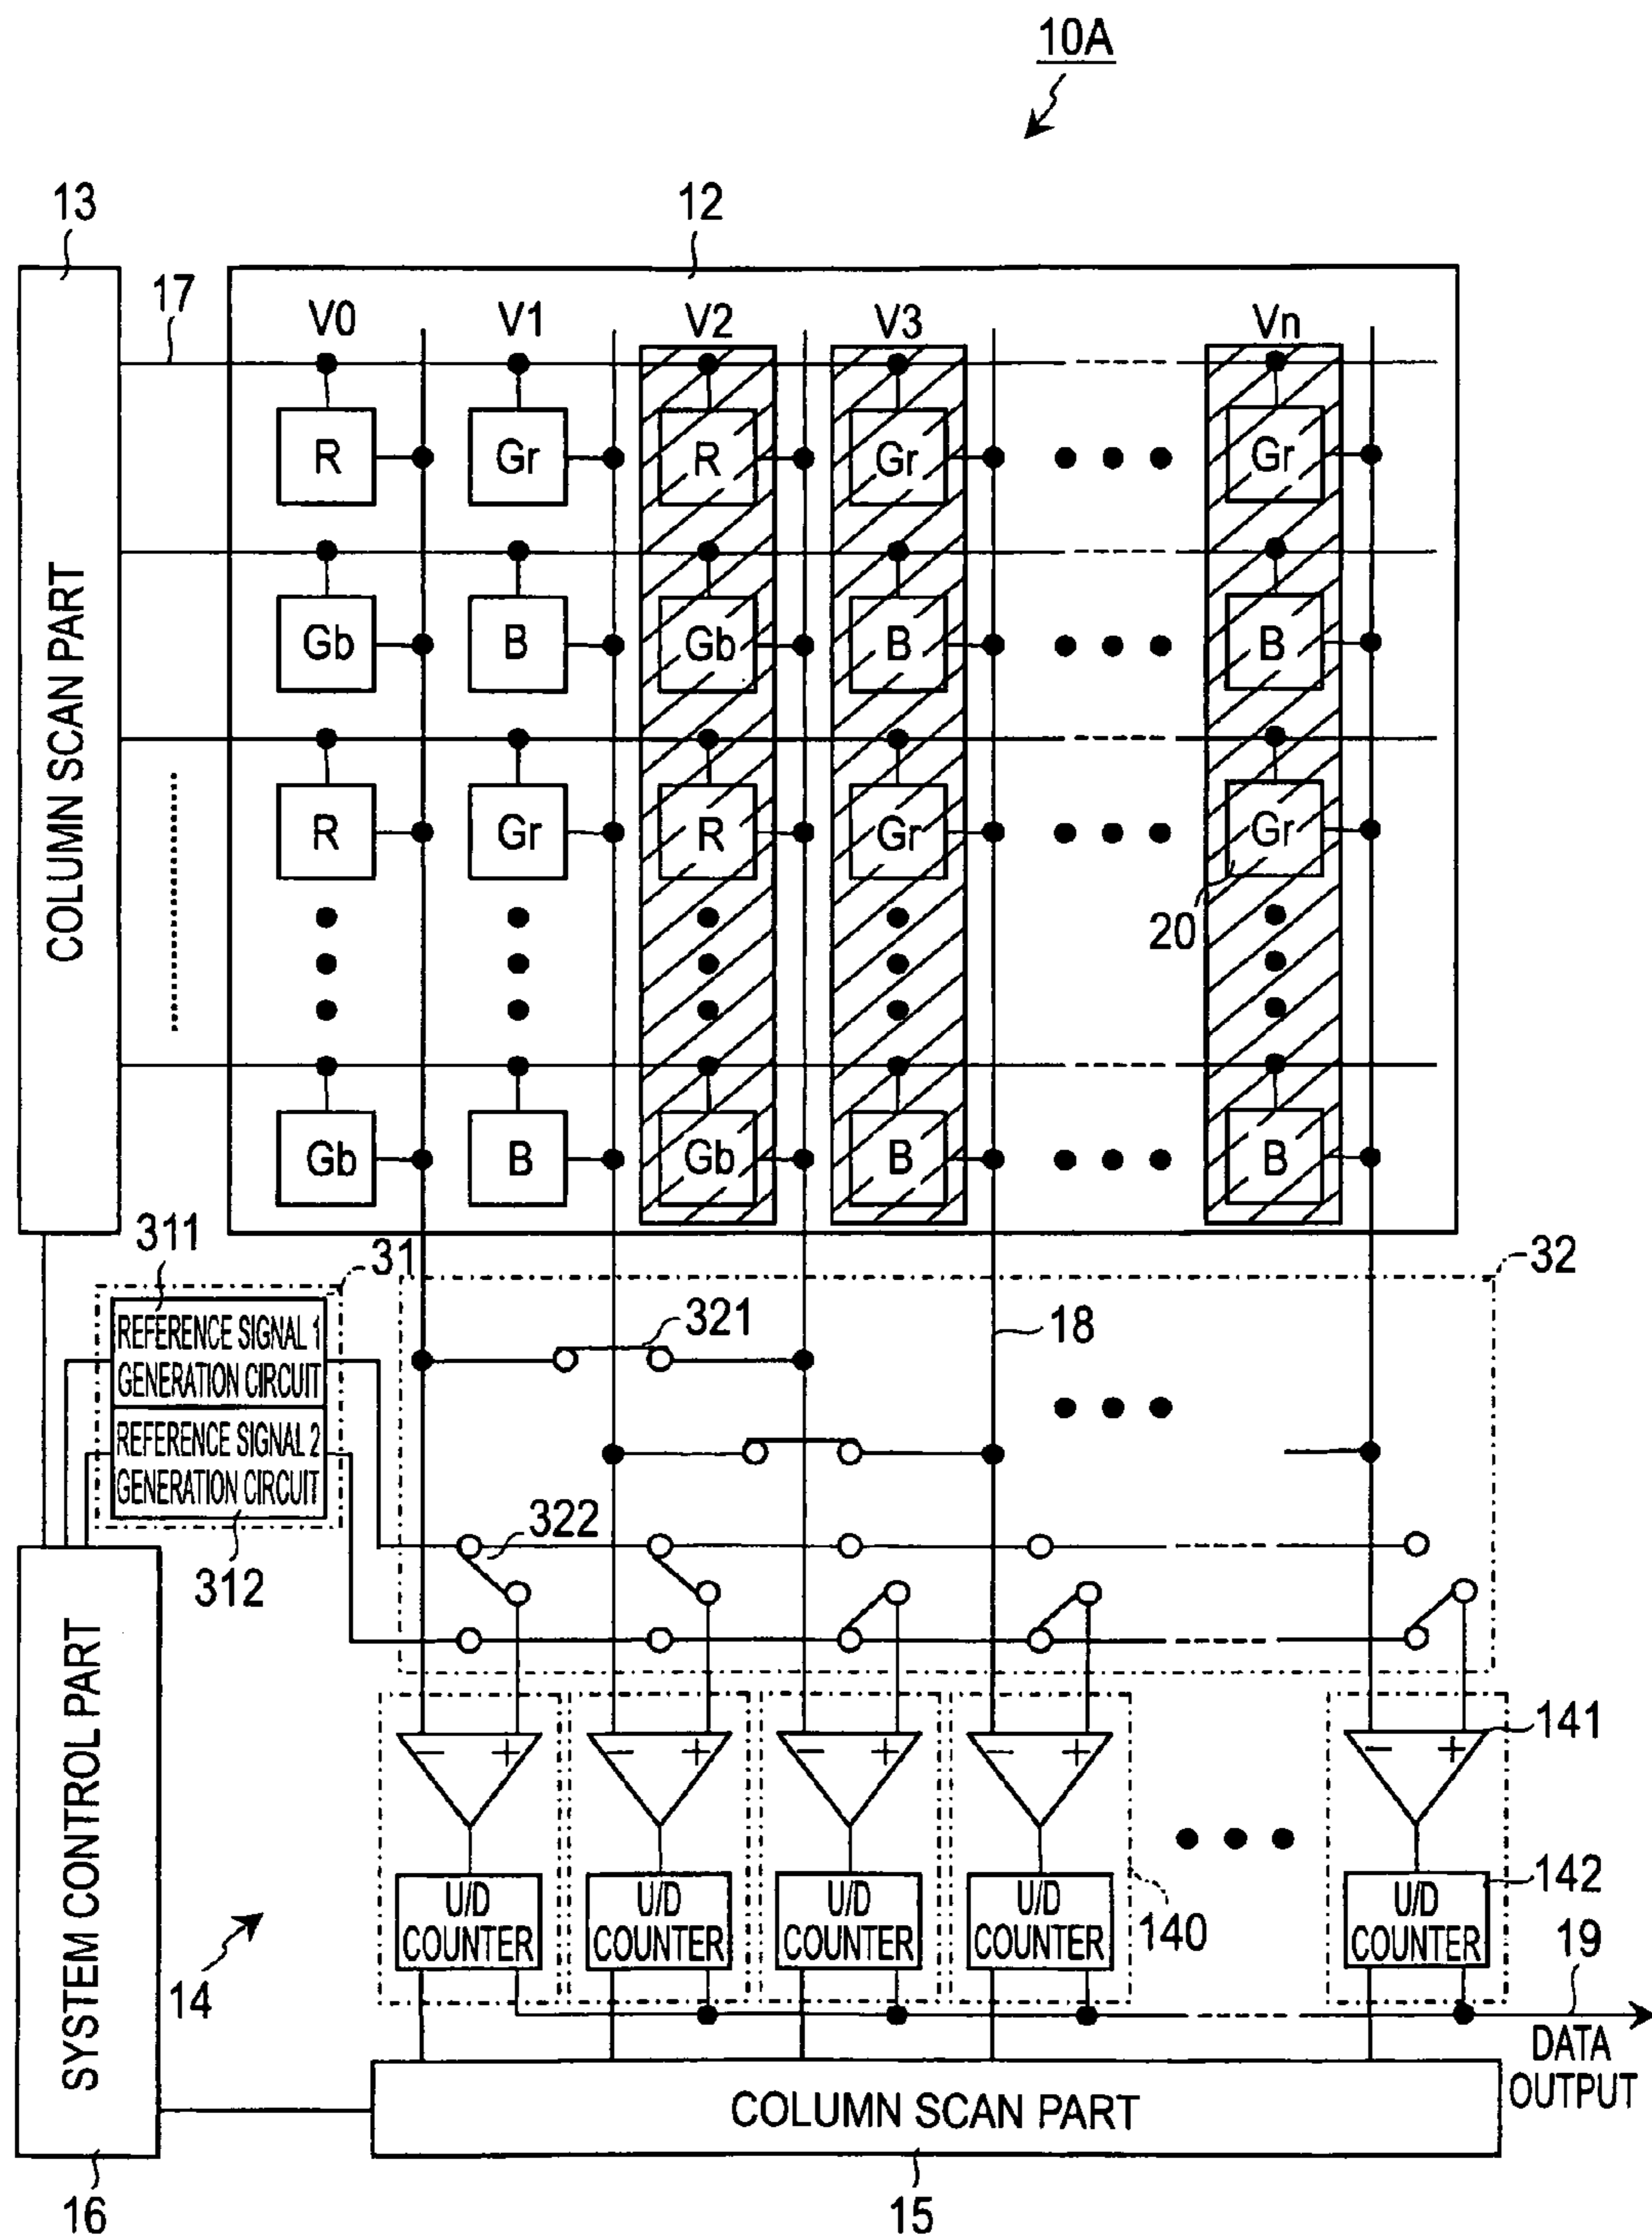 10A
13
12
17
V0 V1 V2 V3 Vn
R Gr R Gr Gr
Gb B Gb B B
R Gr R Gr Gr
20
Gb B Gb B B
COLUMN SCAN PART
311
31
32
REFERENCE SIGNAL 1
GENERATION CIRCUIT
REFERENCE SIGNAL 2
GENERATION CIRCUIT
312
321
18
322
SYSTEM CONTROL PART
16
14
− + − + − + − + − +
141
U/D
COUNTER
U/D
COUNTER
U/D
COUNTER
U/D
COUNTER
U/D
COUNTER
142
140
19
DATA
OUTPUT
COLUMN SCAN PART
15